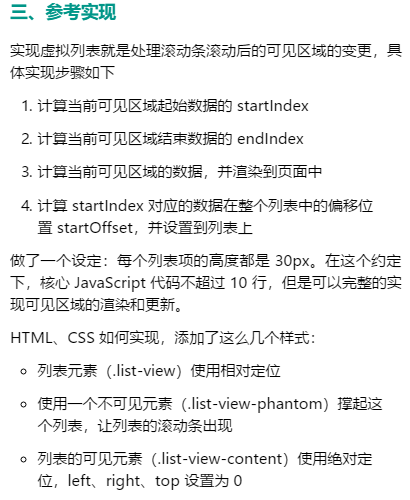 三、参考实现
实现虚拟列表就是处理滚动条滚动后的可见区域的变更，具
体实现步骤如下
1. 计算当前可见区域起始数据的 startIndex
2. 计算当前可见区域结束数据的 endIndex
3. 计算当前可见区域的数据，并渲染到页面中
4. 计算 startIndex 对应的数据在整个列表中的偏移位
置 startOffset，并设置到列表上
做了一个设定：每个列表项的高度都是 30px。在这个约定
下，核心 JavaScript 代码不超过 10 行，但是可以完整的实
现可见区域的渲染和更新。
HTML、CSS 如何实现，添加了这么几个样式：
列表元素（.list-view）使用相对定位
使用一个不可见元素（.list-view-phantom）撑起这
个列表，让列表的滚动条出现
列表的可见元素（.list-view-content）使用绝对定
位，left、right、top 设置为 0